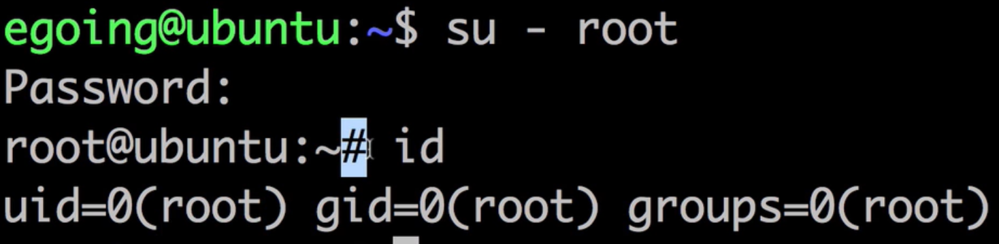 egoing@ubuntu:~$ su - root
Password:
root@ubuntu:~# id
uid=0(root) gid=0(root) groups=0(root)